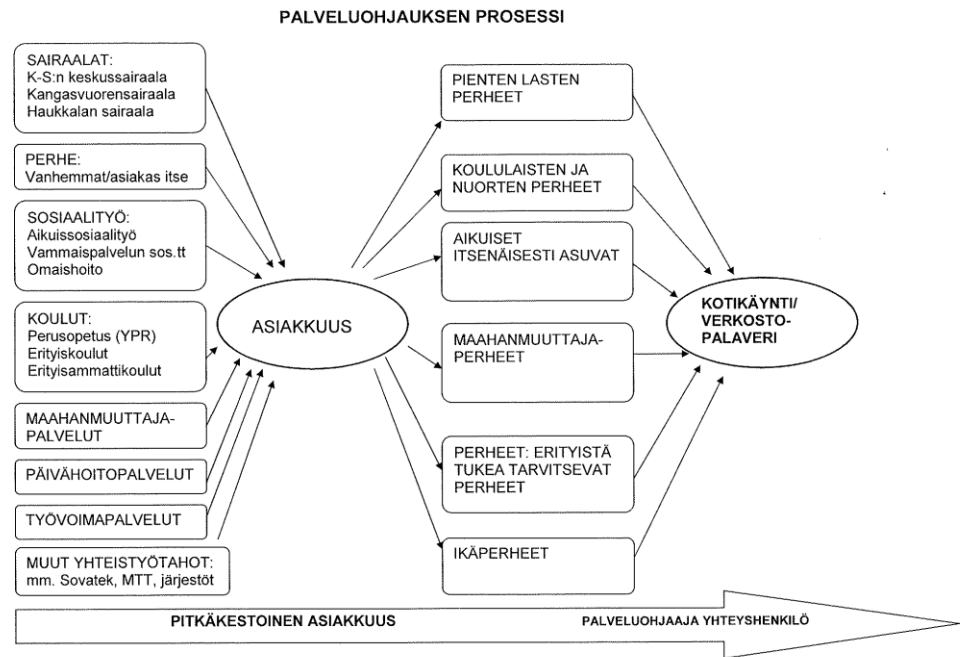 PALVELUOHJAUKSEN PROSESSI
SAIRAALAT:
K-S:n keskussairaala
Kangasvuorensairaala
Haukkalan sairaala
PERHE:
Vanhemmat/asiakas itse
SOSIAALITYÖ:
Aikuissosiaalityö
Vammaispalvelun sos.tt
Omaishoito
KOULUT:
Perusopetus (YPR)
Erityiskoulut
Erityisammattikoulut
MAAHANMUUTTAJA-
PALVELUT
PÄIVÄHOITOPALVELUT
TYÖVOIMAPALVELUT
MUUT YHTEISTYÖTAHOT:
mm. Sovatek, MTT, järjestöt
ASIAKKUUS
PIENTEN LASTEN
PERHEET
KOULULAISTEN JA
NUORTEN PERHEET
AIKUISET
ITSENÄISESTI ASUVAT
MAAHANMUUTTAJA-
PERHEET
PERHEET: ERITYISTÄ
TUKEA TARVITSEVAT
PERHEET
IKÄPERHEET
KOTIKÄYNTI/
VERKOSTO-
PALAVERI
PITKÄKESTOINEN ASIAKKUUS
PALVELUOHJAAJA YHTEYSHENKILÖ